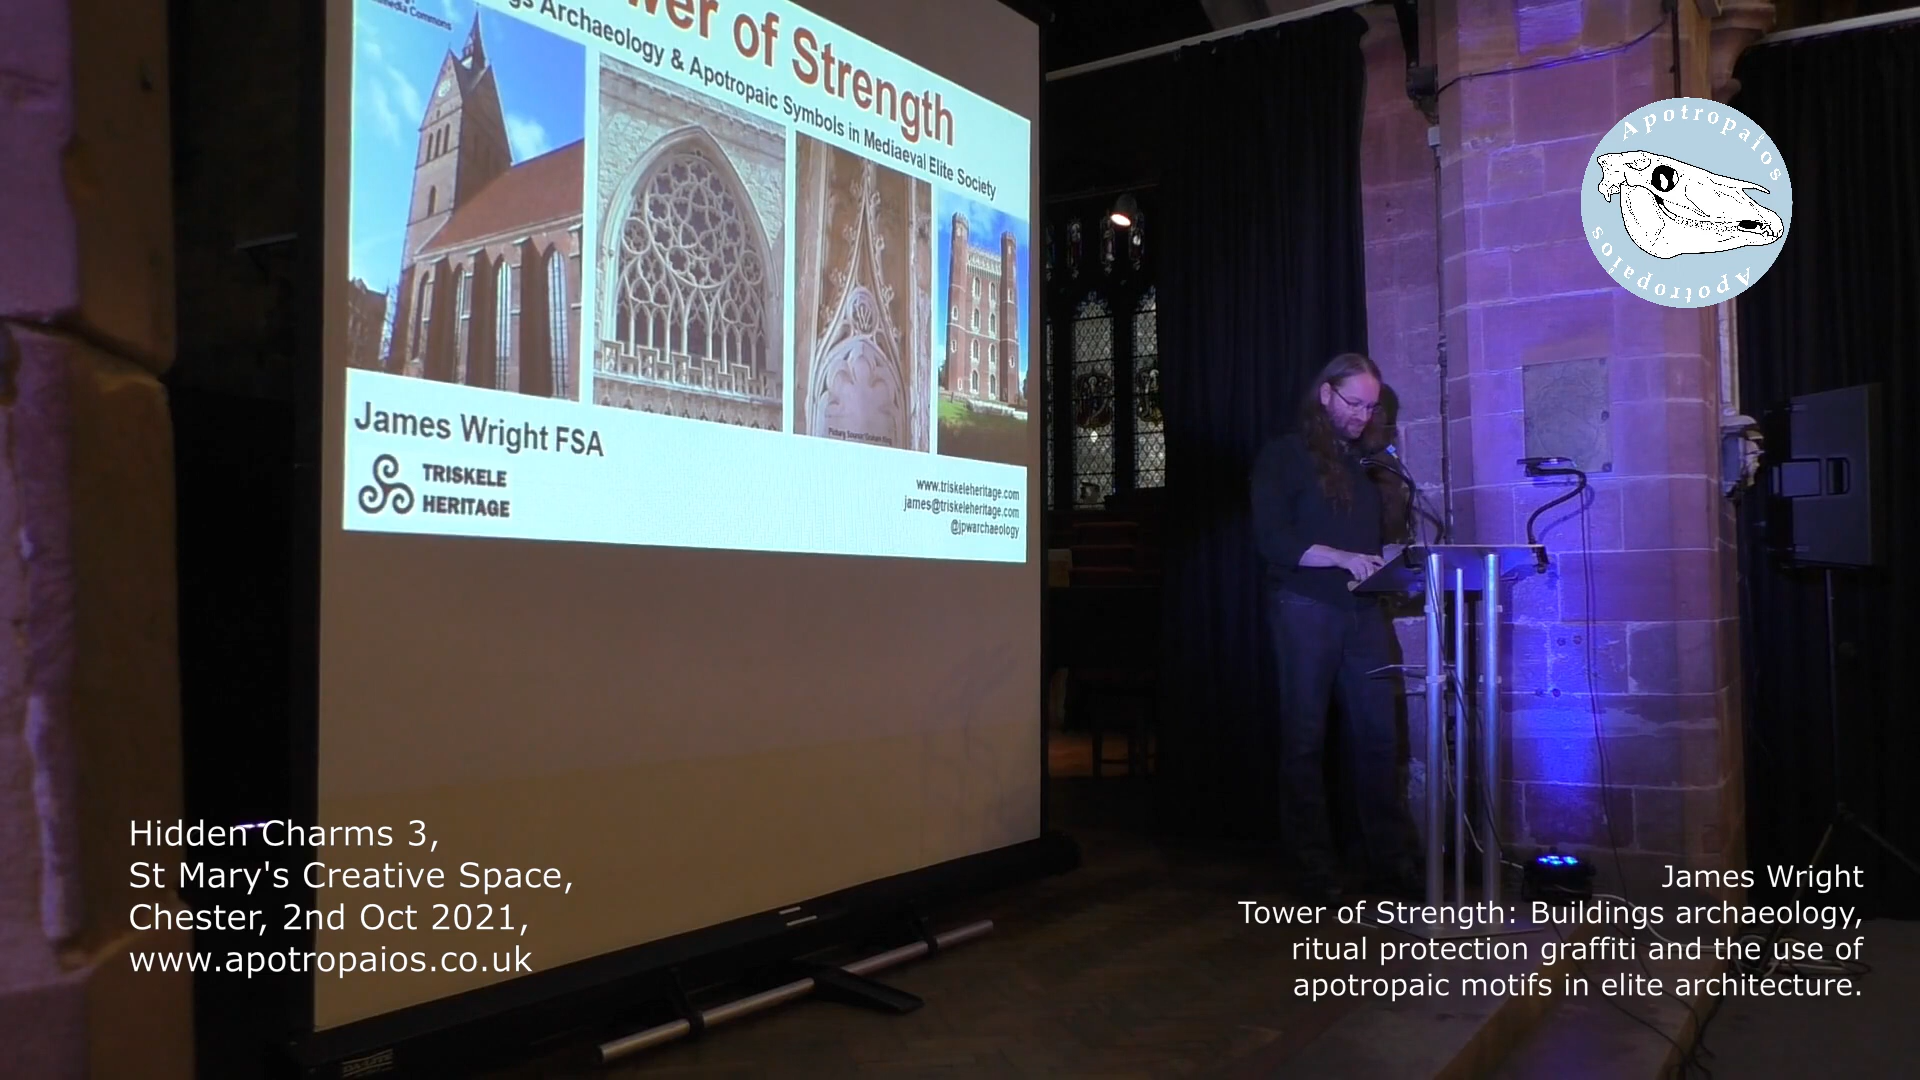 wer of Strength
gs Archaeology & Apotropaic Symbols in Mediaeval Elite Society
media Commons
James Wright FSA
TRISKELE
HERITAGE
www.triskeleheritage.com
james@triskeleheritage.com
@jpwarchaeology
Apotropaios
Apotropaios
Hidden Charms 3,
St Mary's Creative Space,
Chester, 2nd Oct 2021,
www.apotropaios.co.uk
James Wright
Tower of Strength: Buildings archaeology,
ritual protection graffiti and the use of
apotropaic motifs in elite architecture.